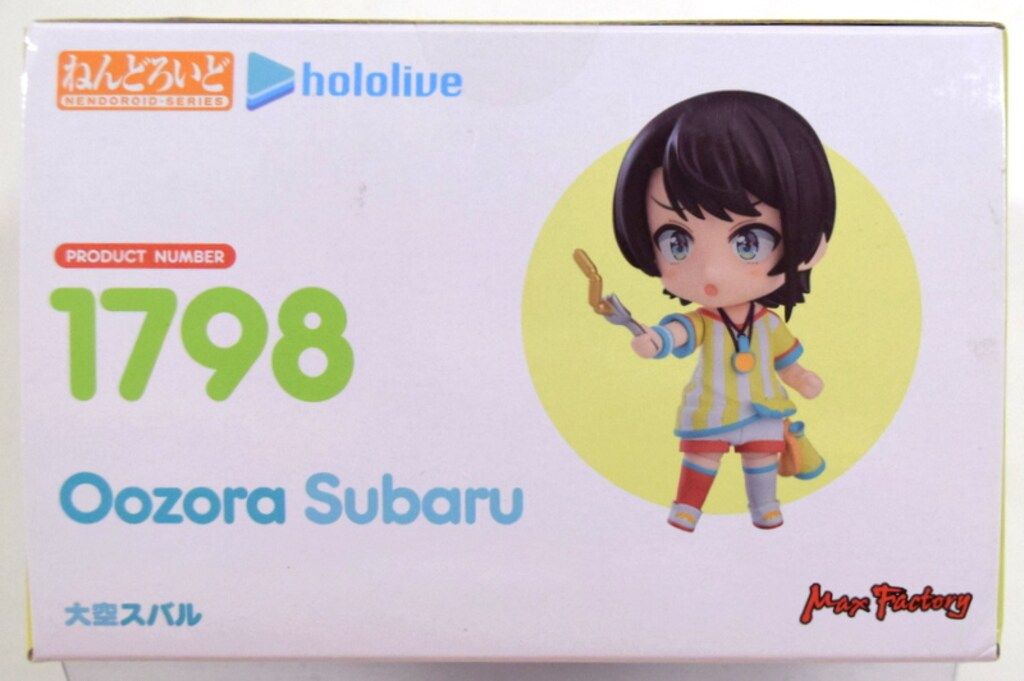 ねんどろいど
NENDOROID-SERIES
hololive
PRODUCT NUMBER
1798
Oozora Subaru
大空スバル
Max Factory